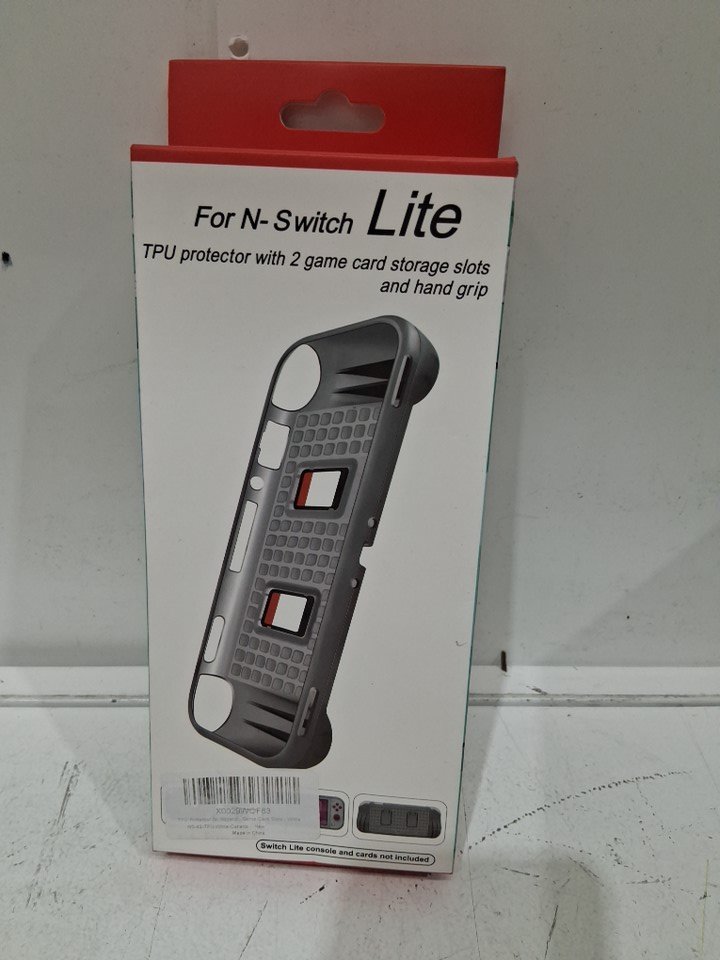 For N-Switch Lite
TPU protector with 2 game card storage slots
and hand grip
Made in China
Switch Lite console and cards not included